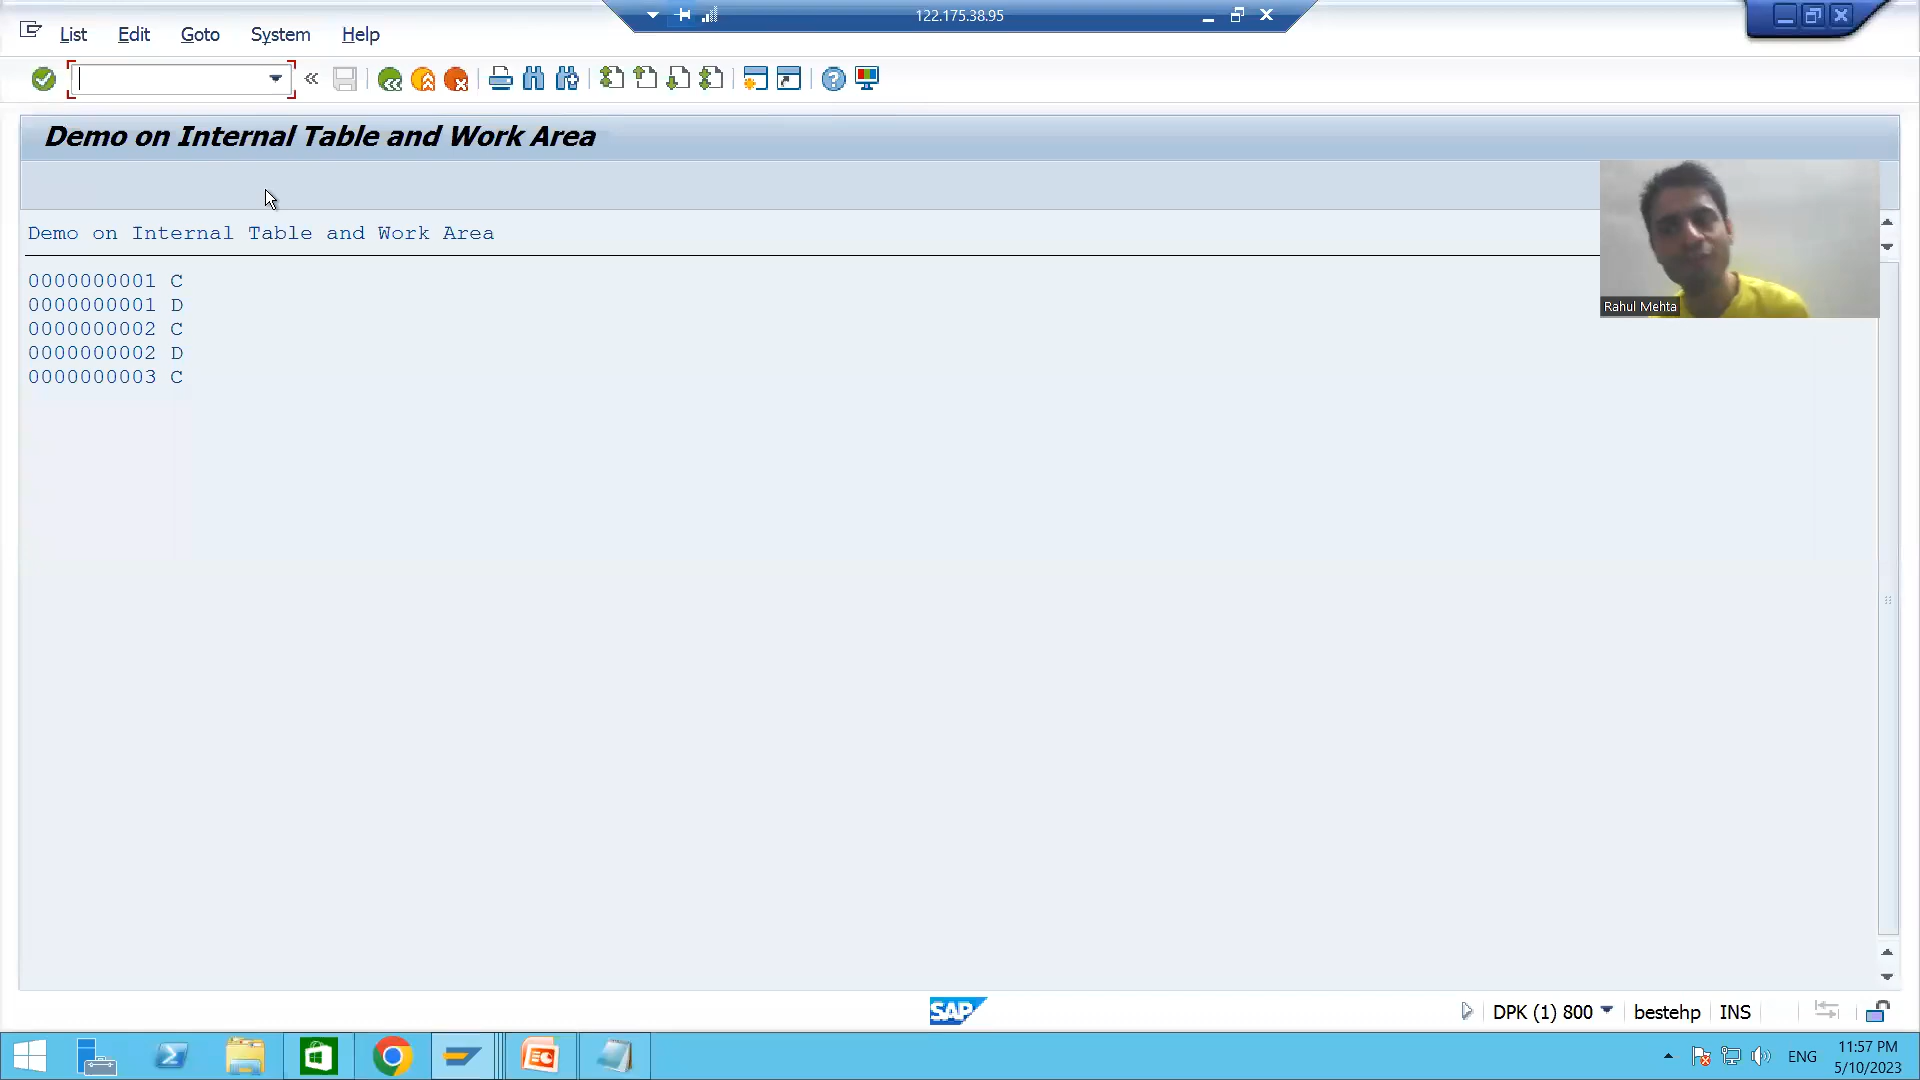 122.175.38.95
List Edit Goto System Help
Demo on Internal Table and Work Area
Demo on Internal Table and Work Area
0000000001 C
0000000001 D
0000000002 C
0000000002 D
0000000003 C
Rahul Mehta
SAP
DPK (1) 800 bestehp INS
ENG
11:57 PM
5/10/2023